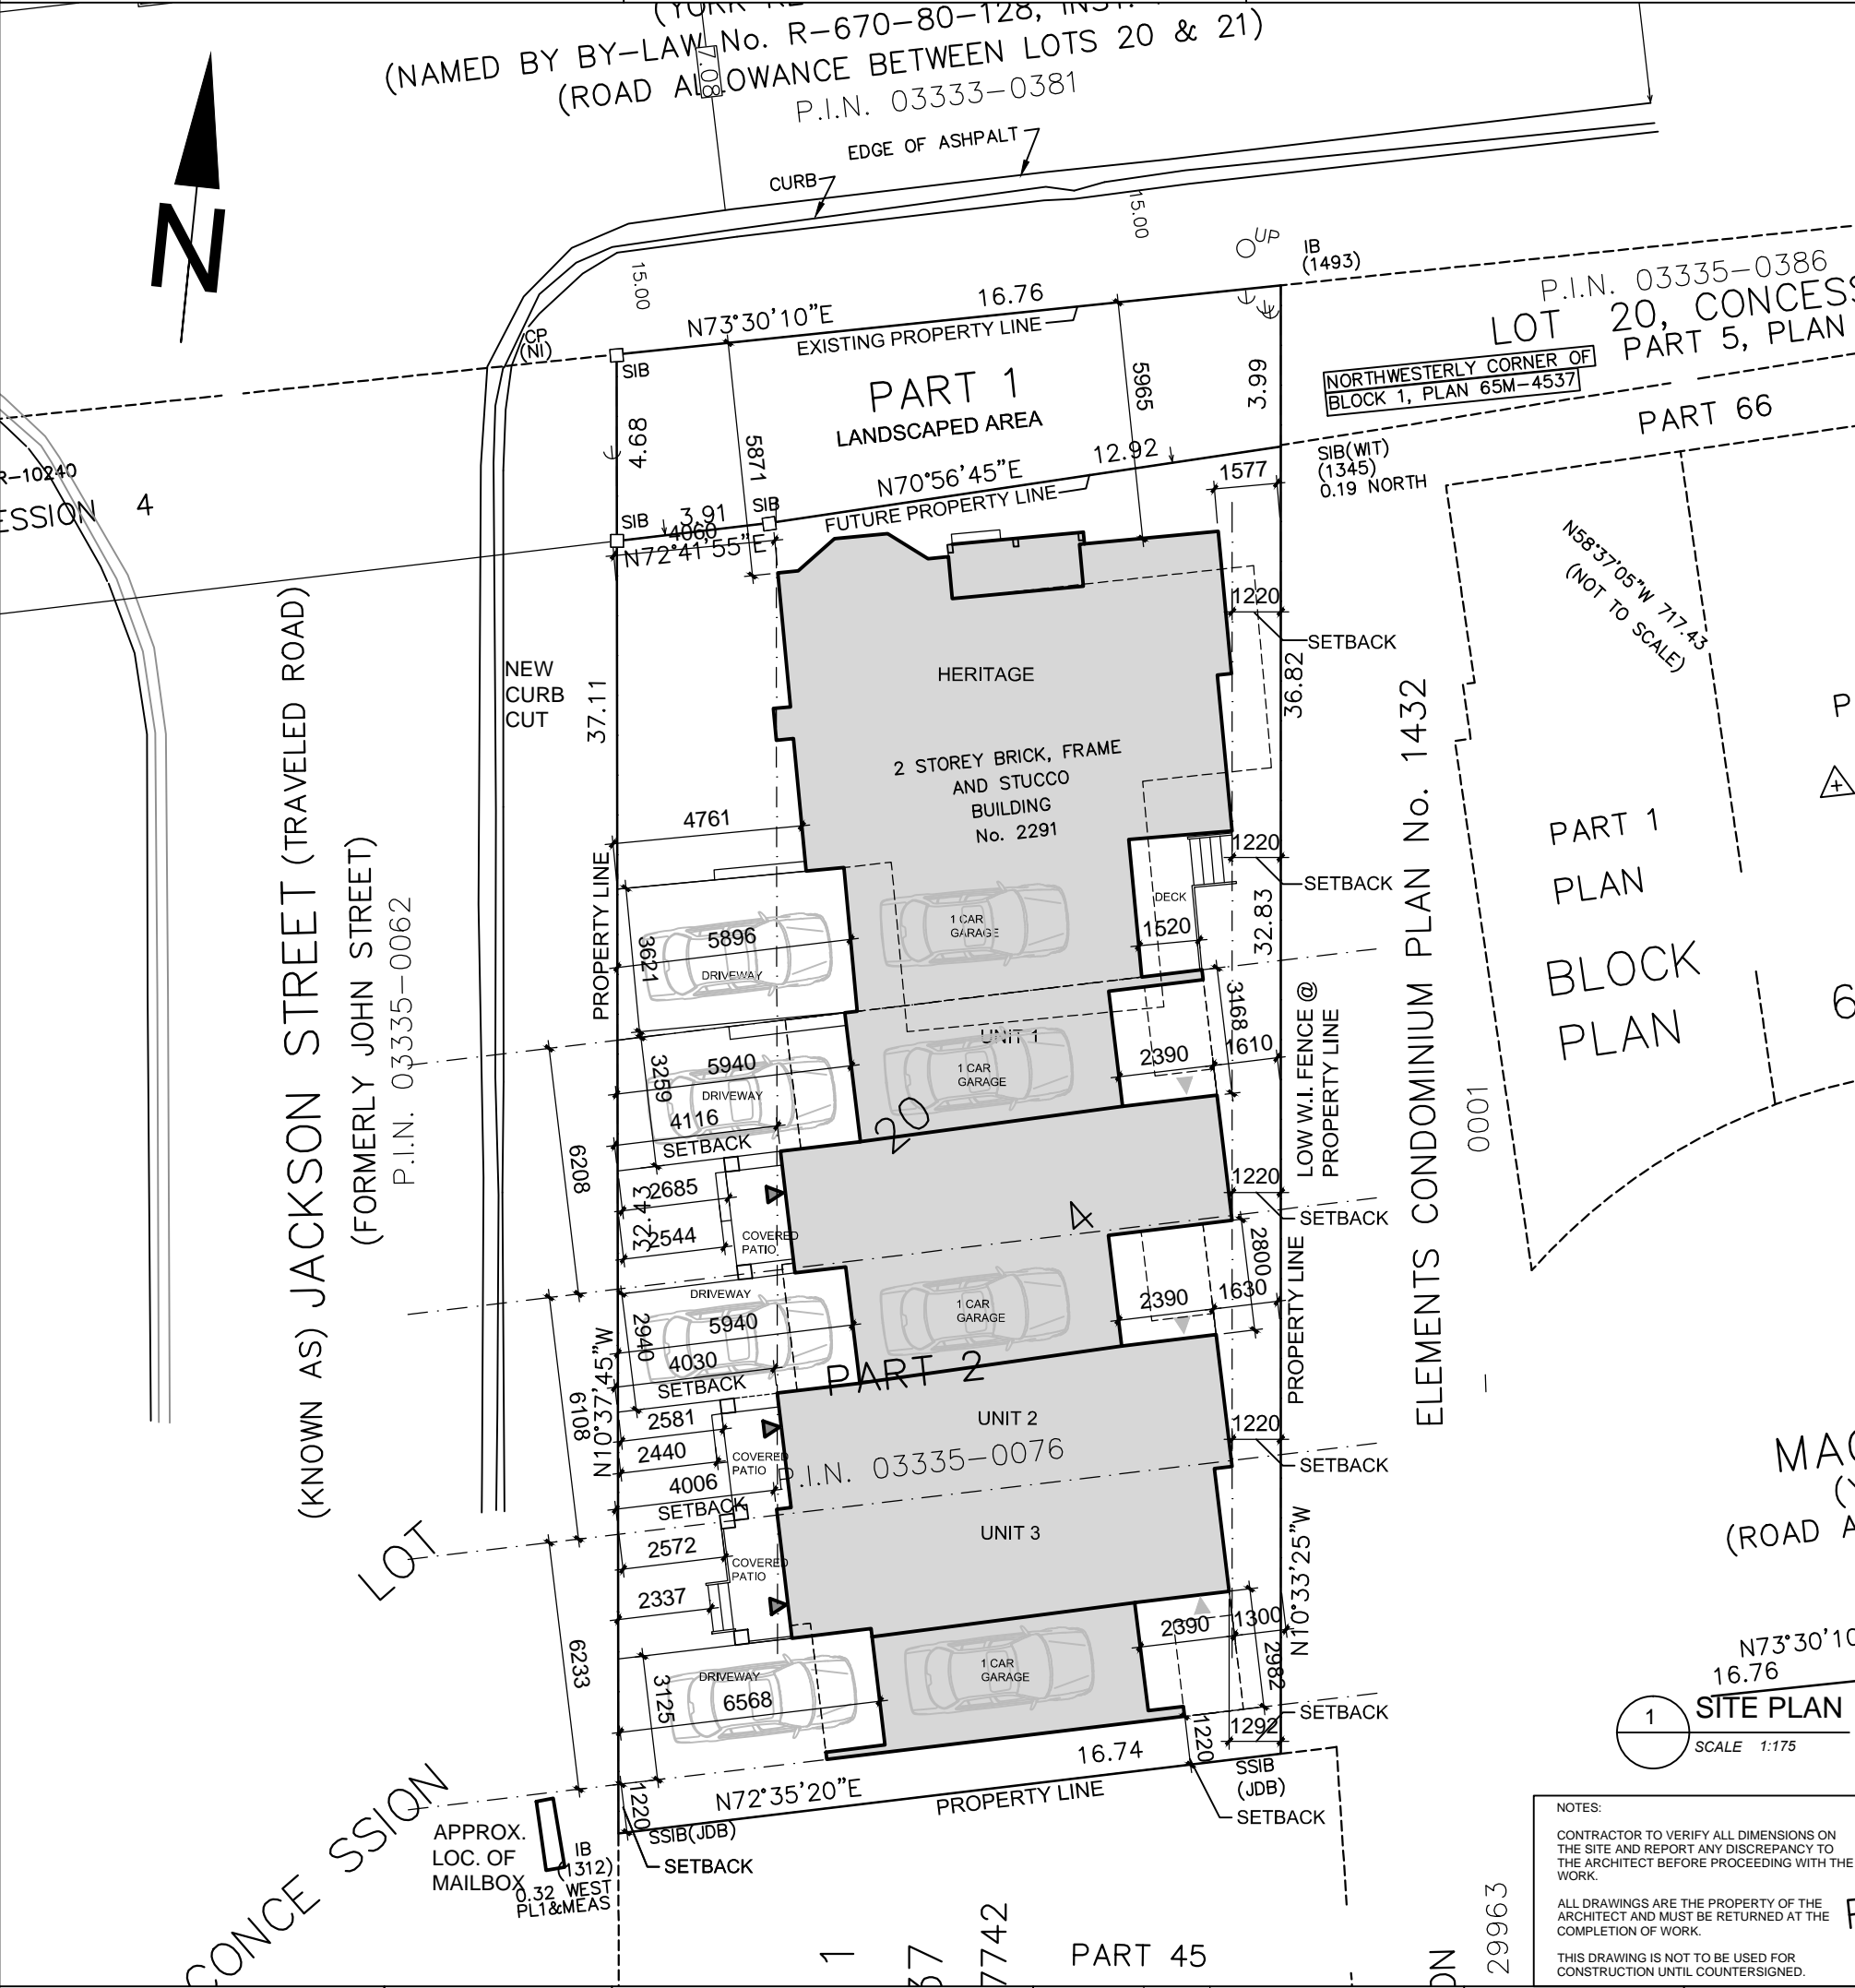 (NAMED BY BY-LAW No. R-670-80-128,
(ROAD ALLOWANCE BETWEEN LOTS 20 & 21)
P.I.N. 03333-0381
17.08
EDGE OF ASHPALT
CURB
N
15.00
15.00
UP
IB
(1493)
P.I.N. 03335-0386
LOT 20,
PART 5, PLAN
NORTHWESTERLY CORNER OF
BLOCK 1, PLAN 65M-4537
PART 66
CP
(NI)
SIB
N73°30'10"E
16.76
EXISTING PROPERTY LINE
PART 1
LANDSCAPED AREA
4.68
5871
5965
3.99
12.92
N70°56'45"E
FUTURE PROPERTY LINE
SIB
SIB
3.91
4060
N72°41'55"E
1577
SIB(WIT)
(1345)
0.19 NORTH
R-10240
4
N58°37'05"W 717.43
(NOT TO SCALE)
HERITAGE
1220
SETBACK
NEW
CURB
CUT
37.11
36.82
2 STOREY BRICK, FRAME
AND STUCCO
BUILDING
No. 2291
4761
1220
SETBACK
PROPERTY LINE
(KNOWN AS) JACKSON STREET (TRAVELED ROAD)
(FORMERLY JOHN STREET)
P.I.N. 03335-0062
ELEMENTS CONDOMINIUM PLAN No. 1432
0001
PART 1
PLAN
BLOCK
PLAN
P
6
3621
5896
DRIVEWAY
1 CAR
GARAGE
DECK
1520
32.83
3168
UNIT 1
1610
2390
5940
3259
DRIVEWAY
1 CAR
GARAGE
4116
SETBACK
LOW W.I. FENCE @
PROPERTY LINE
20
6208
2685
32.43
2544
COVERED
PATIO
4
1220
SETBACK
DRIVEWAY
5940
2940
4030
SETBACK
1 CAR
GARAGE
2390
2800
1630
PROPERTY LINE
PART 2
6108
N10°37'45"W
2581
2440
COVERED
PATIO
4006
SETBACK
UNIT 2
P.I.N. 03335-0076
1220
SETBACK
LOT
2572
COVERED
PATIO
2337
UNIT 3
N10°33'25"W
6233
DRIVEWAY
6568
3125
1 CAR
GARAGE
2390
1300
2982
SETBACK
1292
1220
16.74
N72°35'20"E
PROPERTY LINE
SSIB
(JDB)
SETBACK
1220
SSIB(JDB)
SETBACK
APPROX.
LOC. OF
MAILBOX
IB
(1312)
0.32 WEST
PL1&MEAS
CONCE SSION
1
37
7742
PART 45
29963
(ROAD
N73°30'10
16.76
1
SITE PLAN
SCALE 1:175
NOTES:
CONTRACTOR TO VERIFY ALL DIMENSIONS ON
THE SITE AND REPORT ANY DISCREPANCY TO
THE ARCHITECT BEFORE PROCEEDING WITH THE
WORK.
ALL DRAWINGS ARE THE PROPERTY OF THE
ARCHITECT AND MUST BE RETURNED AT THE
COMPLETION OF WORK.
THIS DRAWING IS NOT TO BE USED FOR
CONSTRUCTION UNTIL COUNTERSIGNED.